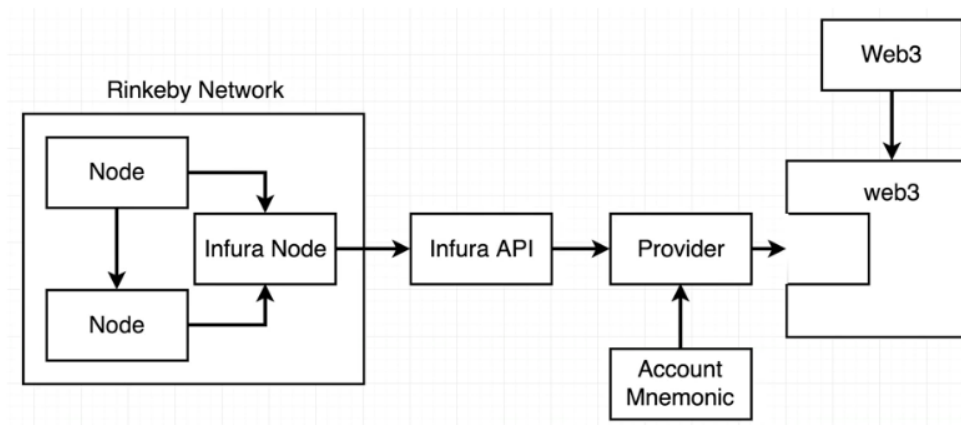 Web3
Rinkeby Network
Node
web3
Infura Node
Infura API
Provider
Node
Account
Mnemonic